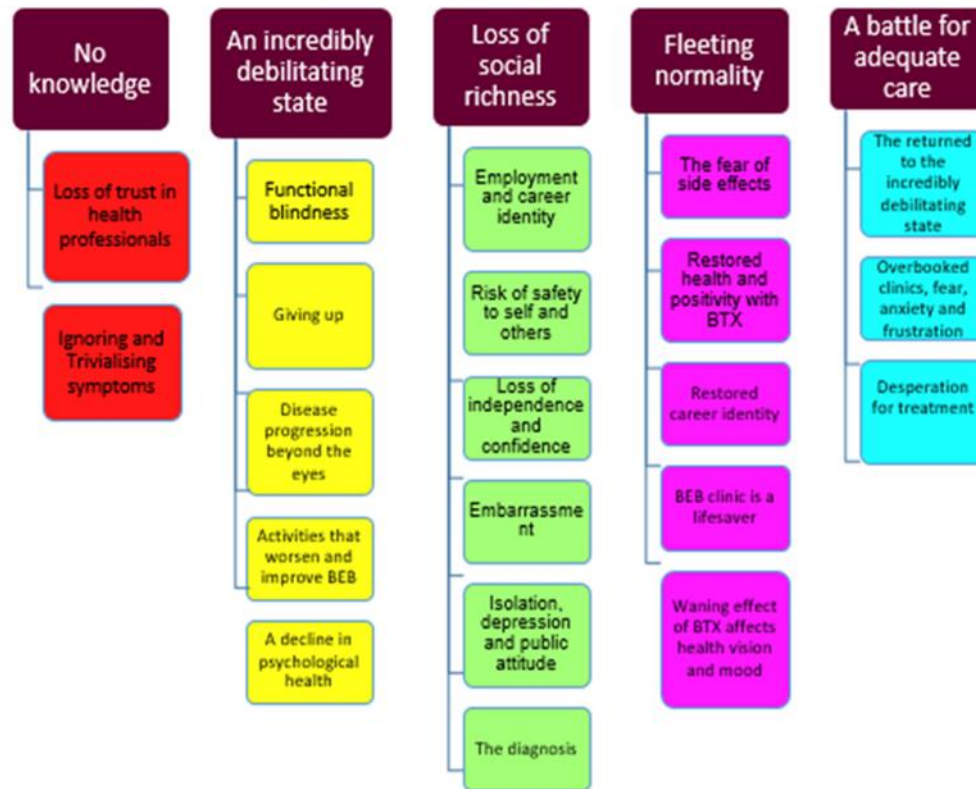 No
knowledge
Loss of trust in
health
professionals
Ignoring and
Trivialising
symptoms
An incredibly
debilitating
state
Functional
blindness
Giving up
Disease
progression
beyond the
eyes
Activities that
worsen and
improve BEB
A decline in
psychological
health
Loss of
social
richness
Employment
and career
identity
Risk of safety
to self and
others
Loss of
independence
and
confidence
Embarrassme
nt
Isolation,
depression
and public
attitude
The diagnosis
Fleeting
normality
The fear of
side effects
Restored
health and
positivity with
BTX
Restored
career identity
BEB clinic is a
lifesaver
Waning effect
of BTX affects
health vision
and mood
A battle for
adequate
care
The returned
to the
incredibly
debilitating
state
Overbooked
clinics, fear,
anxiety and
frustration
Desperation
for treatment